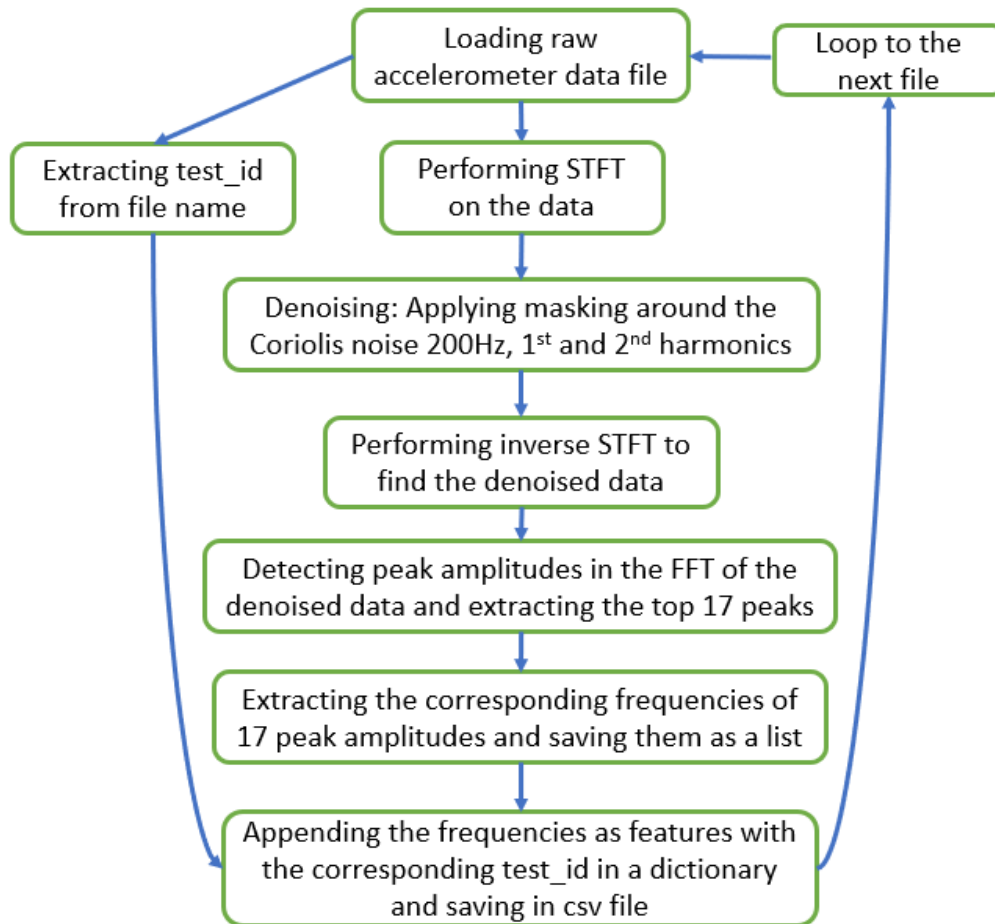 Loading raw
accelerometer data file
Loop to the
next file
Extracting test_id
from file name
Performing STFT
on the data
Denoising: Applying masking around the
Coriolis noise 200Hz, 1st and 2nd harmonics
Performing inverse STFT to
find the denoised data
Detecting peak amplitudes in the FFT of the
denoised data and extracting the top 17 peaks
Extracting the corresponding frequencies of
17 peak amplitudes and saving them as a list
Appending the frequencies as features with
the corresponding test_id in a dictionary
and saving in csv file